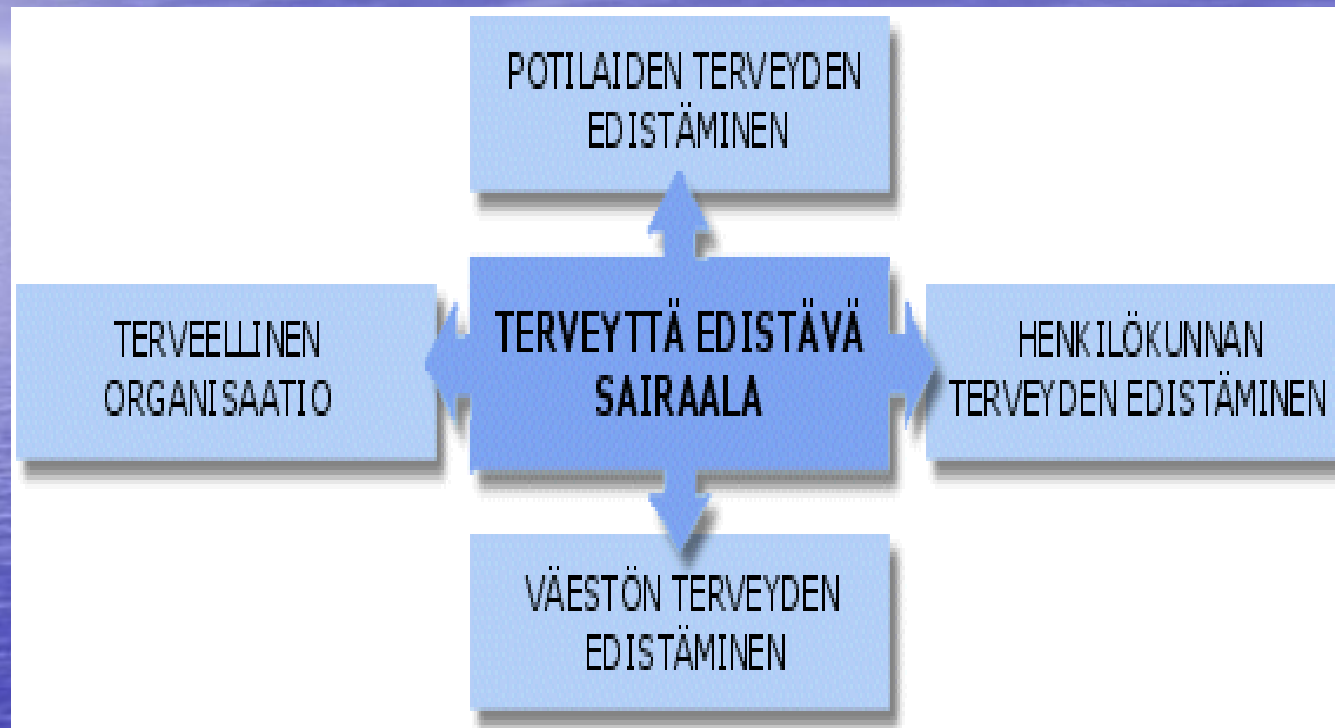 POTILAIDEN TERVEYDEN
EDISTÄMINEN
TERVEELLINEN
ORGANISAATIO
TERVEYTTÄ EDISTÄVÄ
SAIRAALA
HENKILÖKUNNAN
TERVEYDEN EDISTÄMINEN
VÄESTÖN TERVEYDEN
EDISTÄMINEN